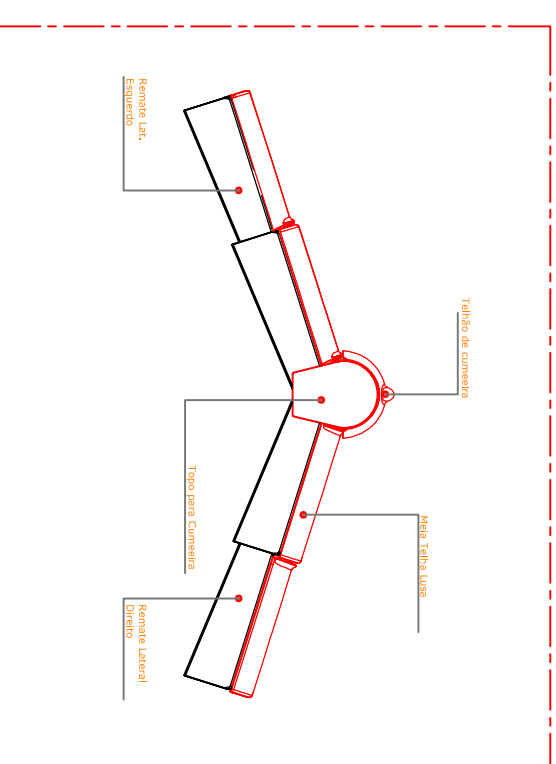 Remate Lat.
Esquerdo
Telhão de cumeeira
Topo para Cumeeira
Meia Telha Lusa
Remate Lateral
Direito